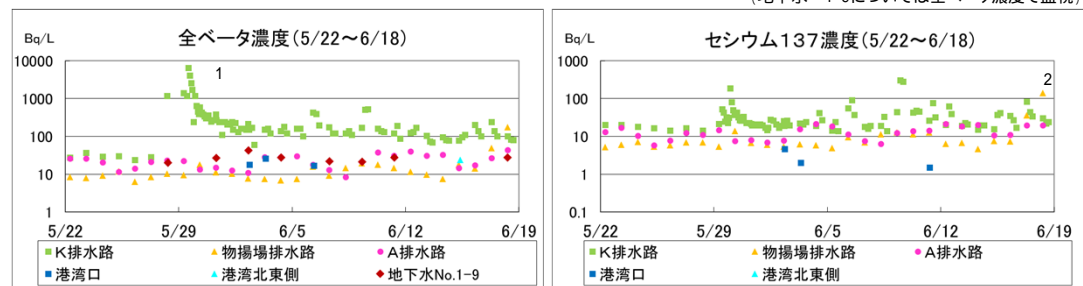 (地下水No.1-9については全ベータ濃度で監視)
Bq/L
全ベータ濃度(5/22~6/18)
10000
1000
100
10
1
1
5/22 5/29 6/5 6/12 6/19
K排水路 物揚場排水路 A排水路
港湾口 港湾北東側 地下水No.1-9
Bq/L
セシウム137濃度(5/22~6/18)
10000
1000
100
10
1
0.1
2
5/22 5/29 6/5 6/12 6/19
K排水路 物揚場排水路 A排水路
港湾口 港湾北東側